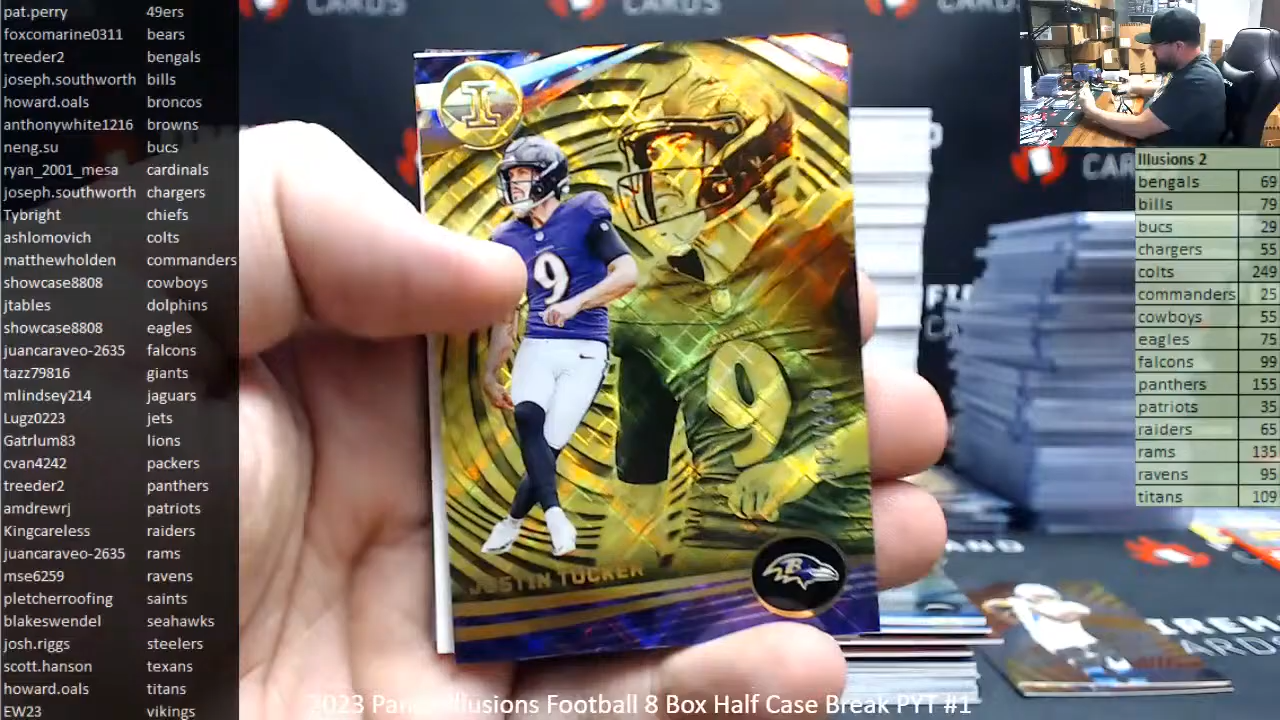 pat.perry 49ers
foxcomarine0311 bears
treeder2 bengals
joseph.southworth bills
howard.oals broncos
anthonywhite1216 browns
neng.su bucs
ryan_2001_mesa cardinals
joseph.southworth chargers
Tybright chiefs
ashlomovich colts
matthewholden commanders
showcase8808 cowboys
jtables dolphins
showcase8808 eagles
juancaraveo-2635 falcons
tazz79816 giants
mlindsey214 jaguars
Lugz0223 jets
Gatrlum83 lions
cvan4242 packers
treeder2 panthers
amdrewrj patriots
Kingcareless raiders
juancaraveo-2635 rams
mse6259 ravens
pletcherroofing saints
blakeswendel seahawks
josh.riggs steelers
scott.hanson texans
howard.oals titans
EW23 vikings
CARDS
I
9
9
JUSTIN TUCKER
B
Illusions 2
bengals 69
bills 79
bucs 29
chargers 55
colts 249
commanders 25
cowboys 55
eagles 75
falcons 99
panthers 155
patriots 35
raiders 65
rams 135
ravens 95
titans 109
2023 Panini Illusions Football 8 Box Half Case Break PYT #1